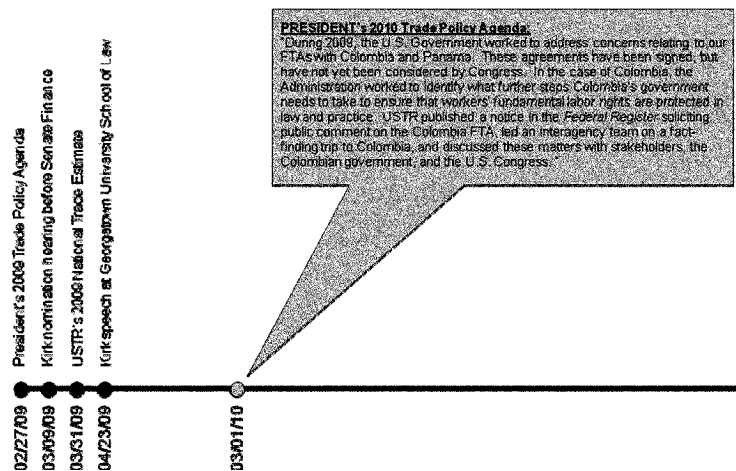 PRESIDENT's 2010 Trade Policy Agenda:
"During 2009, the U.S. Government worked to address concerns relating to our
FTAs with Colombia and Panama. These agreements have been signed, but
have not yet been considered by Congress. In the case of Colombia, the
Administration worked to identify what further steps Colombia's government
needs to take to ensure that workers' fundamental labor rights are protected in
law and practice. USTR published a notice in the Federal Register soliciting
public comment on the Colombia FTA, led an interagency team on a fact-
finding trip to Colombia, and discussed these matters with stakeholders, the
Colombian government, and the U.S. Congress."
President's 2009 Trade Policy Agenda
Kirk nomination hearing before Senate Finance
USTR's 2009 National Trade Estimate
Kirk speech at Georgetown University School of Law
02/27/09
03/09/09
03/31/09
04/23/09
03/01/10